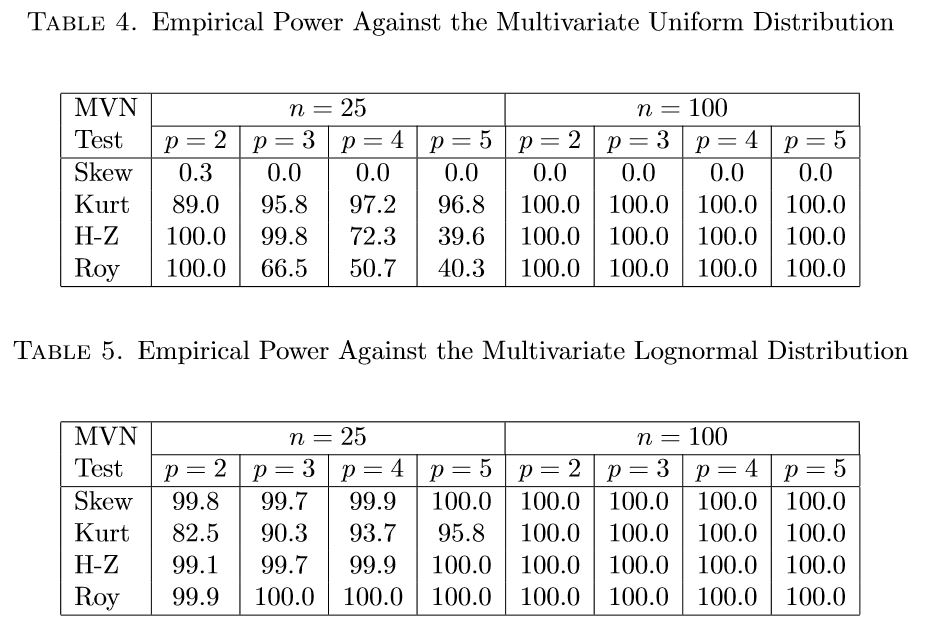 TABLE 4. Empirical Power Against the Multivariate Uniform Distribution
MVN n = 25 n = 100
Test p = 2 p = 3 p = 4 p = 5 p = 2 p = 3 p = 4 p = 5
Skew 0.3 0.0 0.0 0.0 0.0 0.0 0.0 0.0
Kurt 89.0 95.8 97.2 96.8 100.0 100.0 100.0 100.0
H-Z 100.0 99.8 72.3 39.6 100.0 100.0 100.0 100.0
Roy 100.0 66.5 50.7 40.3 100.0 100.0 100.0 100.0
TABLE 5. Empirical Power Against the Multivariate Lognormal Distribution
MVN n = 25 n = 100
Test p = 2 p = 3 p = 4 p = 5 p = 2 p = 3 p = 4 p = 5
Skew 99.8 99.7 99.9 100.0 100.0 100.0 100.0 100.0
Kurt 82.5 90.3 93.7 95.8 100.0 100.0 100.0 100.0
H-Z 99.1 99.7 99.9 100.0 100.0 100.0 100.0 100.0
Roy 99.9 100.0 100.0 100.0 100.0 100.0 100.0 100.0